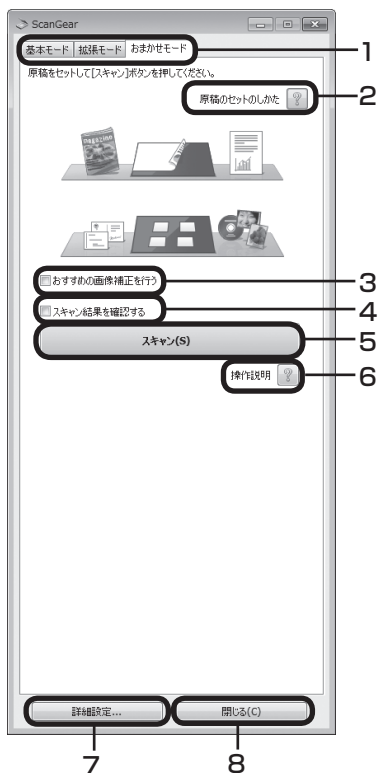 ScanGear
基本モード 拡張モード おまかせモード
1
原稿をセットして[スキャン]ボタンを押してください。
原稿のセットのしかた ?
2
おすすめの画像補正を行う
3
スキャン結果を確認する
4
スキャン(S)
5
操作説明 ?
6
詳細設定... 閉じる(C)
7 8